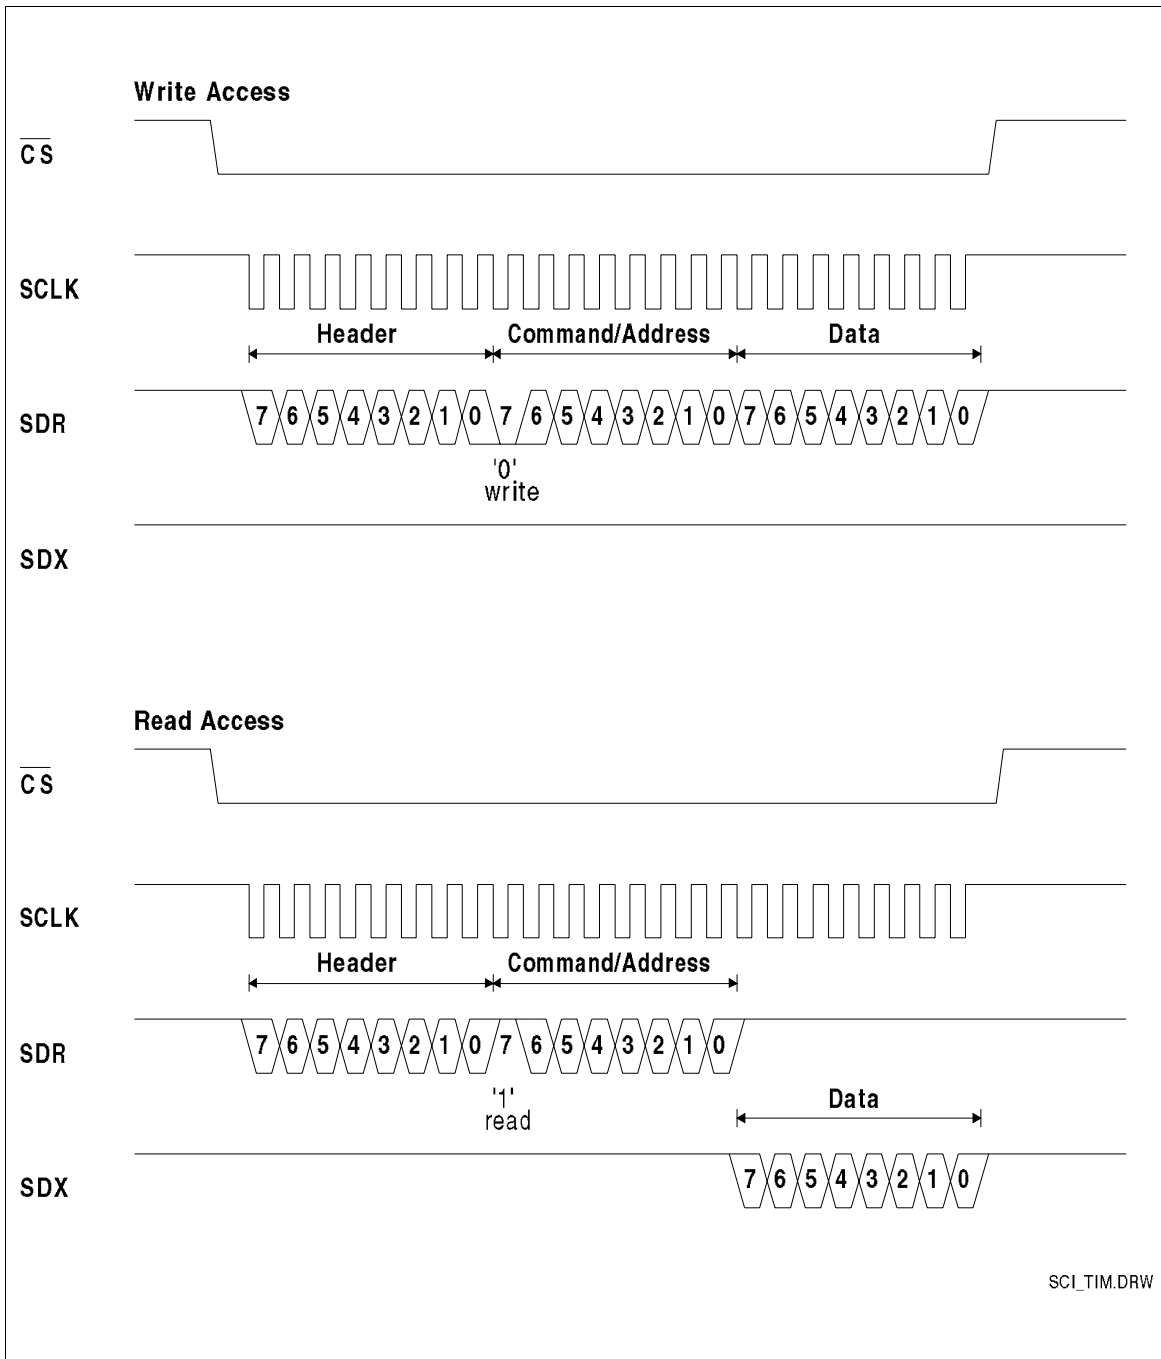 Write Access
CS
SCLK
Header Command/Address Data
SDR 7 6 5 4 3 2 1 0 7 6 5 4 3 2 1 0 7 6 5 4 3 2 1 0
'0'
write
SDX
Read Access
CS
SCLK
Header Command/Address
SDR 7 6 5 4 3 2 1 0 7 6 5 4 3 2 1 0
'1'
read
Data
SDX 7 6 5 4 3 2 1 0
SCI_TIM.DRW